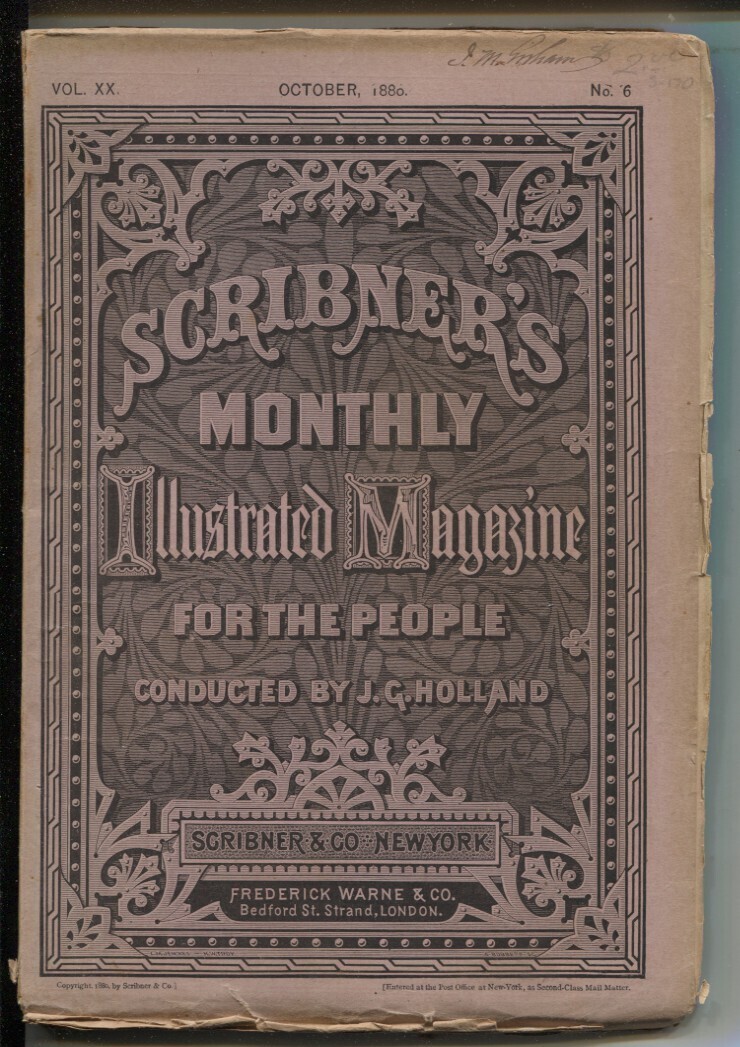 J. M. Gorham
VOL. XX. OCTOBER, 1880. No. 6
SCRIBNER'S
MONTHLY
Illustrated Magazine
FOR THE PEOPLE
CONDUCTED BY J. G. HOLLAND
SCRIBNER & CO NEW YORK
FREDERICK WARNE & CO.
Bedford St. Strand, LONDON.
Copyright, 1880, by Scribner & Co.]
[Entered at the Post Office at New-York, as Second-Class Mail Matter.